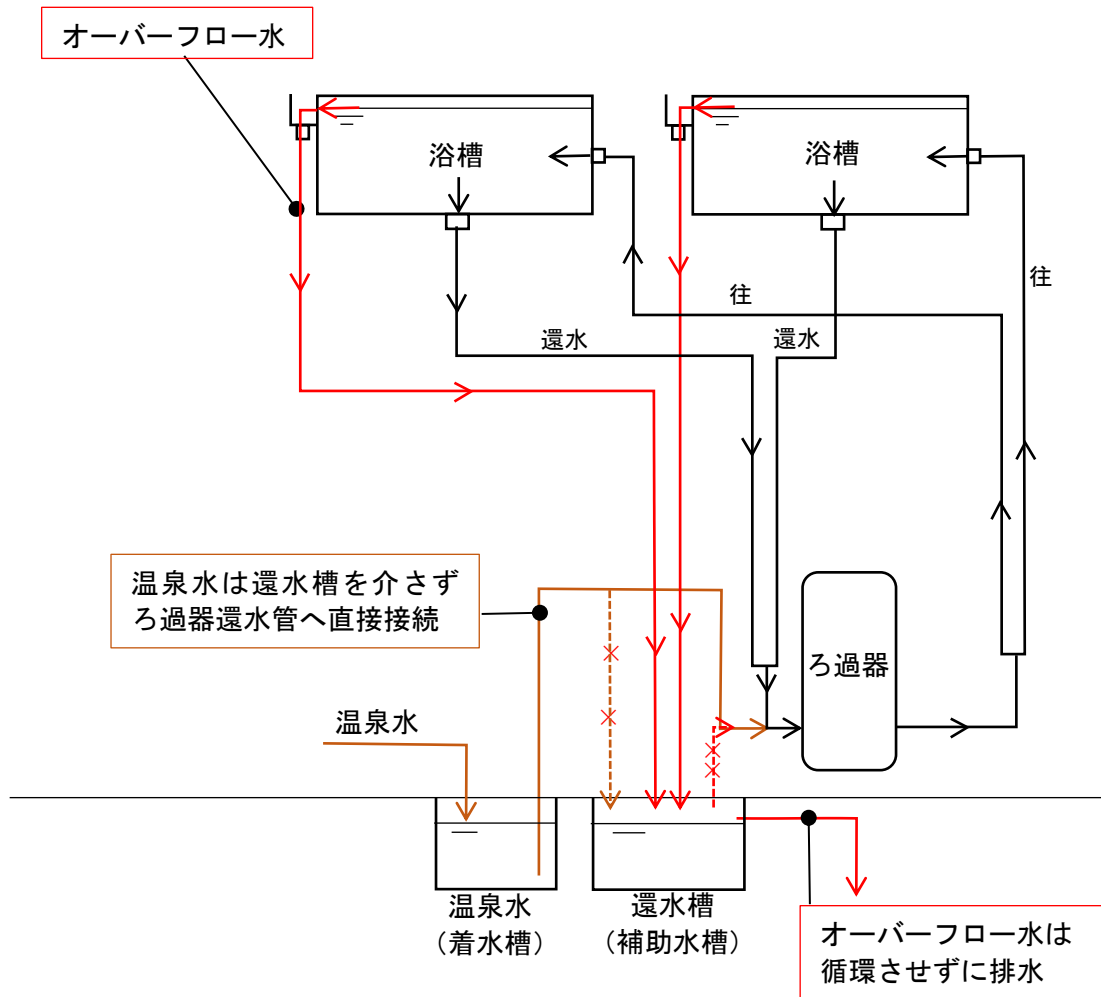 オーバーフロー水
浴槽
浴槽
往
往
還水
還水
温泉水は還水槽を介さず
ろ過器還水管へ直接接続
ろ過器
温泉水
温泉水
（着水槽）
還水槽
（補助水槽）
オーバーフロー水は
循環させずに排水